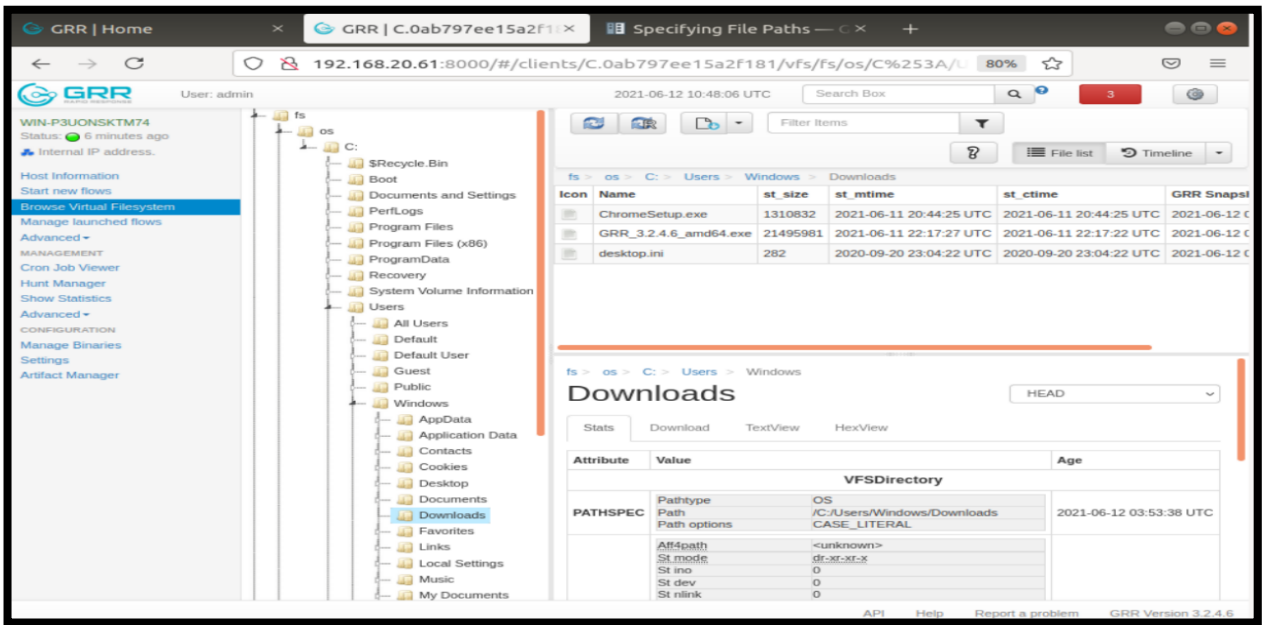 GRR | Home
GRR | C.0ab797ee15a2f1
Specifying File Paths —
192.168.20.61:8000/#/clients/C.0ab797ee15a2f181/vfs/fs/os/C%253A/U 80%
GRR
RAPID RESPONSE
User: admin
2021-06-12 10:48:06 UTC
Search Box
3
WIN-P3UONSKTM74
Status: 6 minutes ago
Internal IP address.
Host Information
Start new flows
Browse Virtual Filesystem
Manage launched flows
Advanced
MANAGEMENT
Cron Job Viewer
Hunt Manager
Show Statistics
Advanced
CONFIGURATION
Manage Binaries
Settings
Artifact Manager
fs
os
C:
$Recycle.Bin
Boot
Documents and Settings
PerfLogs
Program Files
Program Files (x86)
ProgramData
Recovery
System Volume Information
Users
All Users
Default
Default User
Guest
Public
Windows
AppData
Application Data
Contacts
Cookies
Desktop
Documents
Downloads
Favorites
Links
Local Settings
Music
My Documents
Filter Items
? File list Timeline
fs > os > C: > Users > Windows > Downloads
Icon Name st_size st_mtime st_ctime GRR Snapsl
ChromeSetup.exe 1310832 2021-06-11 20:44:25 UTC 2021-06-11 20:44:25 UTC 2021-06-12
GRR_3.2.4.6_amd64.exe 21495981 2021-06-11 22:17:27 UTC 2021-06-11 22:17:22 UTC 2021-06-12
desktop.ini 282 2020-09-20 23:04:22 UTC 2020-09-20 23:04:22 UTC 2021-06-12
fs > os > C: > Users > Windows
Downloads
HEAD
Stats Download TextView HexView
Attribute Value Age
VFSDirectory
PATHSPEC
Pathtype OS
Path /C:/Users/Windows/Downloads
Path options CASE_LITERAL
2021-06-12 03:53:38 UTC
Aff4path <unknown>
St mode dr-xr-xr-x
St ino 0
St dev 0
St nlink 0
API Help Report a problem GRR Version 3.2.4.6